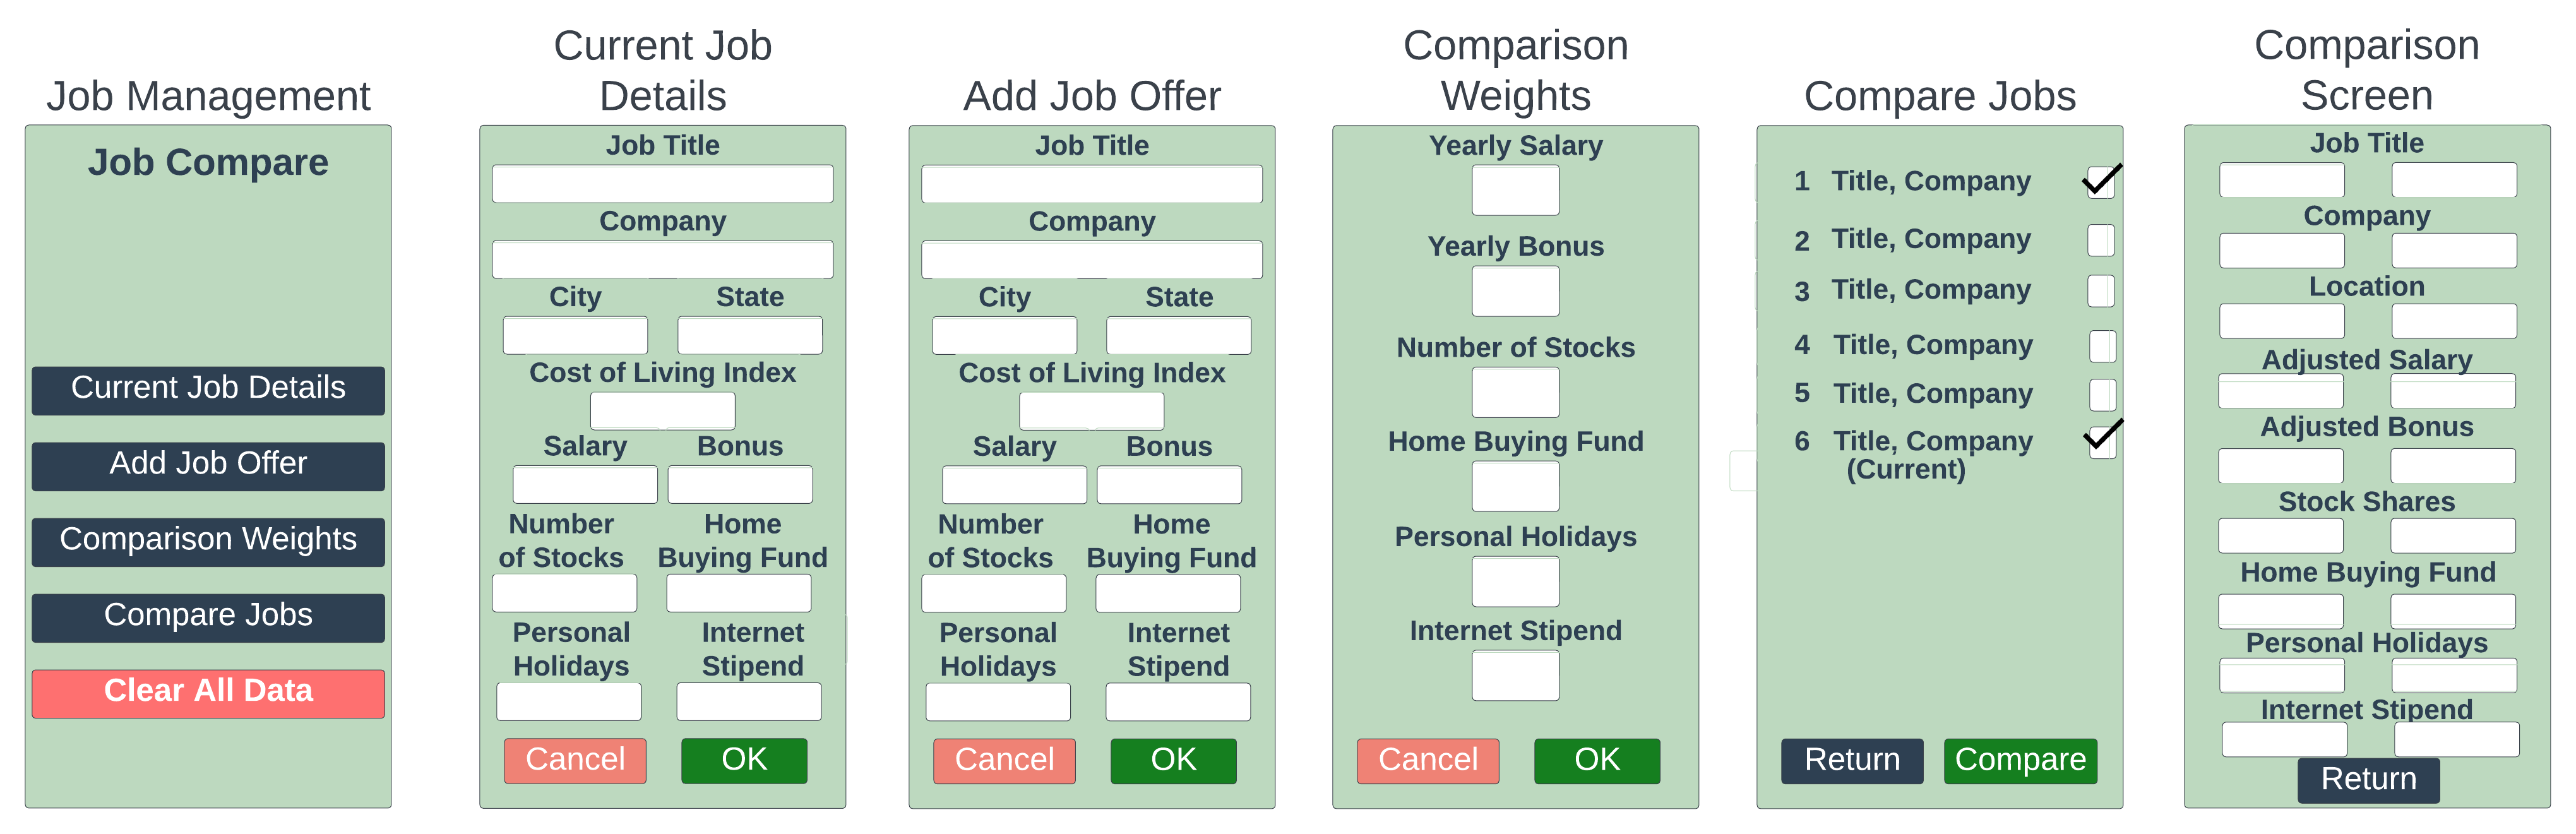 Job Management
Job Compare
Current Job Details
Add Job Offer
Comparison Weights
Compare Jobs
Clear All Data
Current Job
Details
Job Title
Company
City State
Cost of Living Index
Salary Bonus
Number Home
of Stocks Buying Fund
Personal Internet
Holidays Stipend
Cancel OK
Add Job Offer
Job Title
Company
City State
Cost of Living Index
Salary Bonus
Number Home
of Stocks Buying Fund
Personal Internet
Holidays Stipend
Cancel OK
Comparison
Weights
Yearly Salary
Yearly Bonus
Number of Stocks
Home Buying Fund
Personal Holidays
Internet Stipend
Cancel OK
Compare Jobs
1 Title, Company
2 Title, Company
3 Title, Company
4 Title, Company
5 Title, Company
6 Title, Company
(Current)
Return Compare
Comparison
Screen
Job Title
Company
Location
Adjusted Salary
Adjusted Bonus
Stock Shares
Home Buying Fund
Personal Holidays
Internet Stipend
Return